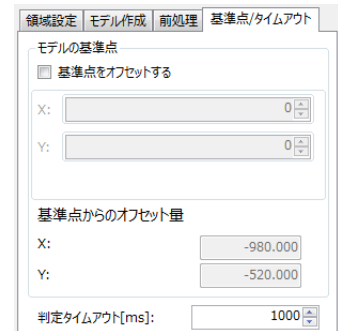 領域設定 モデル作成 前処理 基準点/タイムアウト
モデルの基準点
基準点をオフセットする
X: 0
Y: 0
基準点からのオフセット量
X: -980.000
Y: -520.000
判定タイムアウト[ms]: 1000